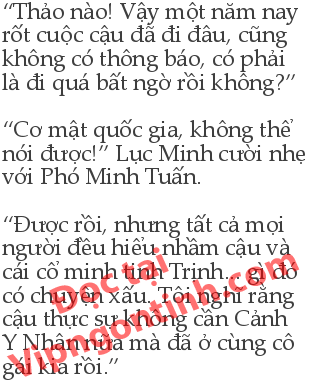 “Thảo nào! Vậy một năm nay
rốt cuộc cậu đã đi đâu, cũng
không có thông báo, có phải
là đi quá bất ngờ rồi không?”
“Cơ mật quốc gia, không thể
nói được!” Lục Minh cười nhẹ
với Phó Minh Tuấn.
“Được rồi, nhưng tất cả mọi
người đều hiểu nhầm cậu và
cái cổ minh tinh Trịnh... gì đó
có chuyện xấu. Tôi nghĩ rằng
cậu thực sự không cần Cảnh
Y Nhân nữa mà đã ở cùng cô
gái kia rồi.”
Đọc tại
Vipngontinh.com